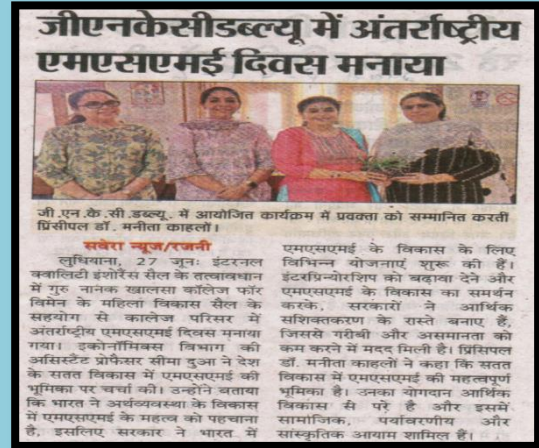 जीएनकेसीडब्ल्यू में अंतर्राष्ट्रीय
एमएसएमई दिवस मनाया
जी.एन.के.सी.डब्ल्यू. में आयोजित कार्यक्रम में प्रवक्ता को सम्मानित करतीं
प्रिंसीपल डॉ. मनीता काहलों।
सवेरा न्यूज/रजनी
लुधियाना, 27 जूनः इंटरनल
क्वालिटी इंशोरेंस सैल के तत्वावधान
में गुरु नानक खालसा कॉलेज फॉर
विमेन के महिला विकास सैल के
सहयोग से कालेज परिसर में
अंतर्राष्ट्रीय एमएसएमई दिवस मनाया
गया। इकोनॉमिक्स विभाग की
असिस्टैंट प्रोफैसर सीमा दुआ ने देश
के सतत विकास में एमएसएमई की
भूमिका पर चर्चा की। उन्होंने बताया
कि भारत ने अर्थव्यवस्था के विकास
में एमएसएमई के महत्व को पहचाना
है, इसलिए सरकार ने भारत में
एमएसएमई के विकास के लिए
विभिन्न योजनाएं शुरू की हैं।
इंटरप्रिन्योरशिप को बढ़ावा देने और
एमएसएमई के विकास का समर्थन
करके, सरकारों ने आर्थिक
सशक्तिकरण के रास्ते बनाए हैं,
जिससे गरीबी और असमानता को
कम करने में मदद मिली है। प्रिंसिपल
डॉ. मनीता काहलों ने कहा कि सतत
विकास में एमएसएमई की महत्वपूर्ण
भूमिका है। उनका योगदान आर्थिक
विकास से परे है और इसमें
सामाजिक, पर्यावरणीय और
सांस्कृतिक आयाम शामिल हैं।